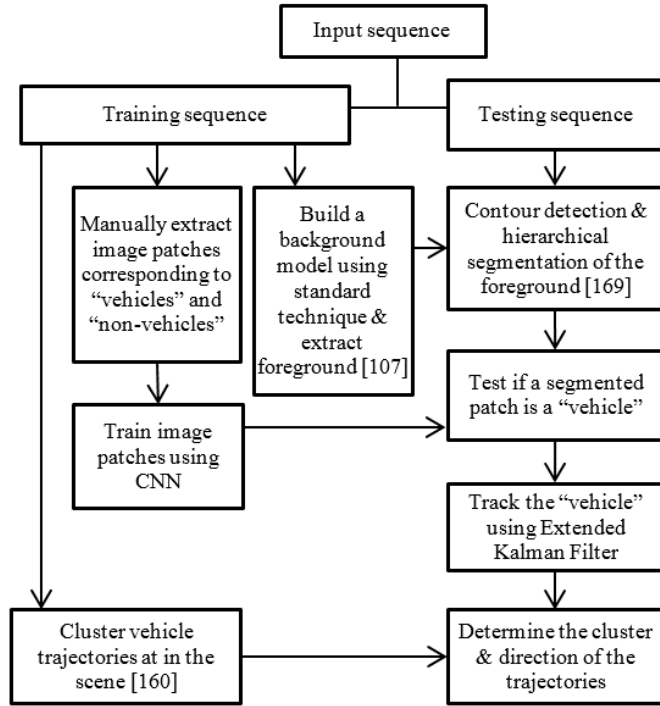 Input sequence
Training sequence
Testing sequence
Manually extract
image patches
corresponding to
“vehicles” and
“non-vehicles”
Build a
background
model using
standard
technique &
extract
foreground [107]
Contour detection &
hierarchical
segmentation of the
foreground [169]
Test if a segmented
patch is a “vehicle”
Train image
patches using
CNN
Track the “vehicle”
using Extended
Kalman Filter
Cluster vehicle
trajectories at in the
scene [160]
Determine the cluster
& direction of the
trajectories